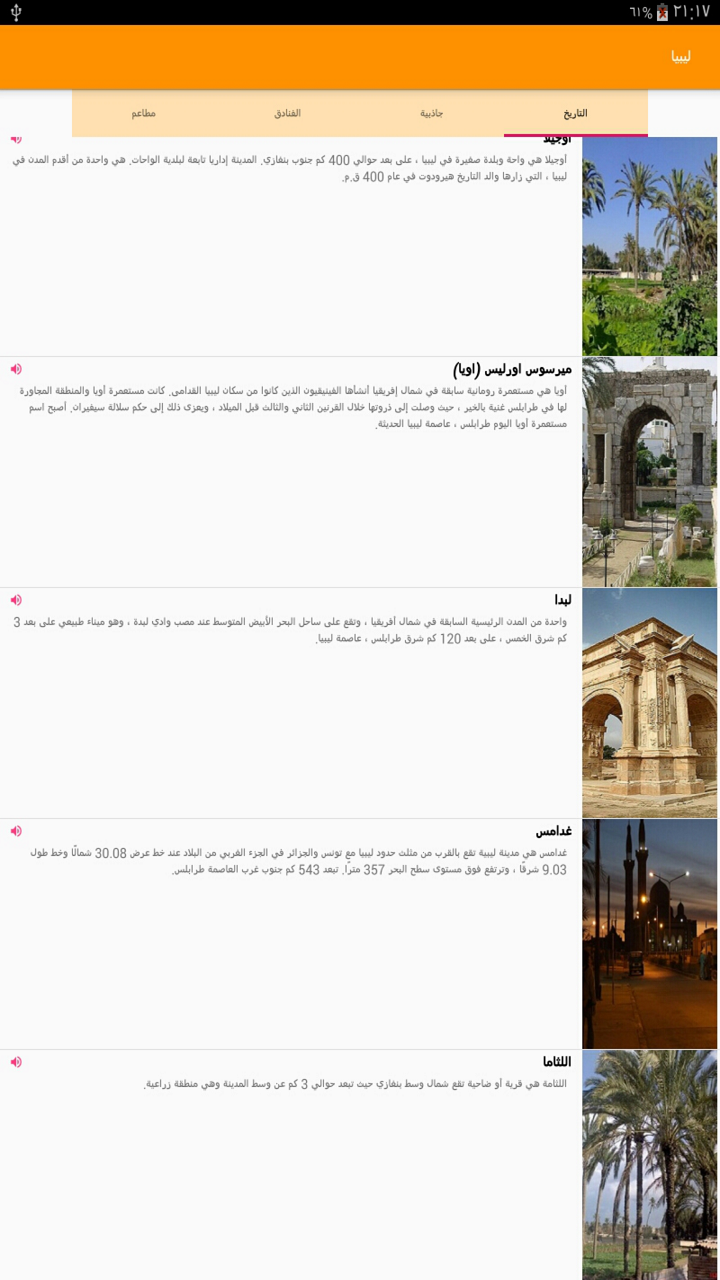 ٢١:١٧ ٦١%
ليبيا
التاريخ جاذبية الفنادق مطاعم
اوجيلا
أوجيلا هي واحة وبلدة صغيرة في ليبيا ، على بعد حوالي 400 كم جنوب بنغازي. المدينة إداريا تابعة لبلدية الواحات. هي واحدة من أقدم المدن في
ليبيا ، التي زارها والد التاريخ هيرودوت في عام 400 ق.م.
ميرسوس اورليس (اويا)
أويا هي مستعمرة رومانية سابقة في شمال إفريقيا أنشأها الفينيقيون الذين كانوا من سكان ليبيا القدامى. كانت مستعمرة أويا والمنطقة المجاورة
لها في طرابلس غنية بالخير ، حيث وصلت إلى ذروتها خلال القرنين الثاني والثالث قبل الميلاد ، ويعزى ذلك إلى حكم سلالة سيفيران. أصبح اسم
مستعمرة أويا اليوم طرابلس ، عاصمة ليبيا الحديثة.
لبدا
واحدة من المدن الرئيسية السابقة في شمال أفريقيا ، وتقع على ساحل البحر الأبيض المتوسط عند مصب وادي لبدة ، وهو ميناء طبيعي على بعد 3
كم شرق الخمس ، على بعد 120 كم شرق طرابلس ، عاصمة ليبيا.
غدامس
غدامس هي مدينة ليبية تقع بالقرب من مثلث حدود ليبيا مع تونس والجزائر في الجزء الغربي من البلاد عند خط عرض 30.08 شمالًا وخط طول
9.03 شرقًا ، وترتفع فوق مستوى سطح البحر 357 مترًا. تبعد 543 كم جنوب غرب العاصمة طرابلس.
اللثاما
اللثامة هي قرية أو ضاحية تقع شمال وسط بنغازي حيث تبعد حوالي 3 كم عن وسط المدينة وهي منطقة زراعية.